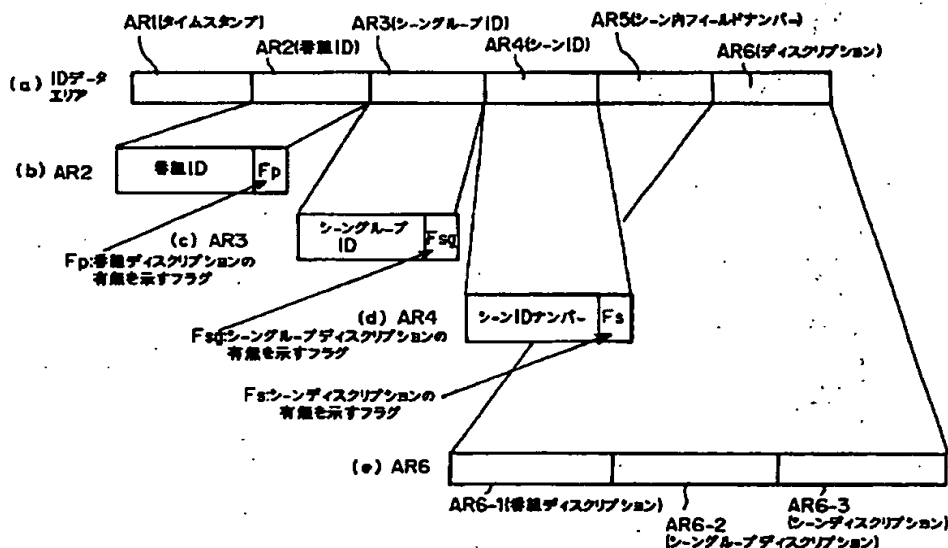 AR1(タイムスタンプ)
AR2(番組ID)
AR3(シーングループID)
AR4(シーンID)
AR5(シーン内フィールドナンバー)
AR6(ディスクリプション)
(a) IDデータ
エリア
(b) AR2
番組ID
Fp
(c) AR3
シーングループ
ID
Fsg
Fp:番組ディスクリプションの
有無を示すフラグ
(d) AR4
シーンIDナンバー
Fs
Fsg:シーングループディスクリプションの
有無を示すフラグ
Fs:シーンディスクリプションの
有無を示すフラグ
(e) AR6
AR6-1(番組ディスクリプション)
AR6-2
(シーングループディスクリプション)
AR6-3
(シーンディスクリプション)